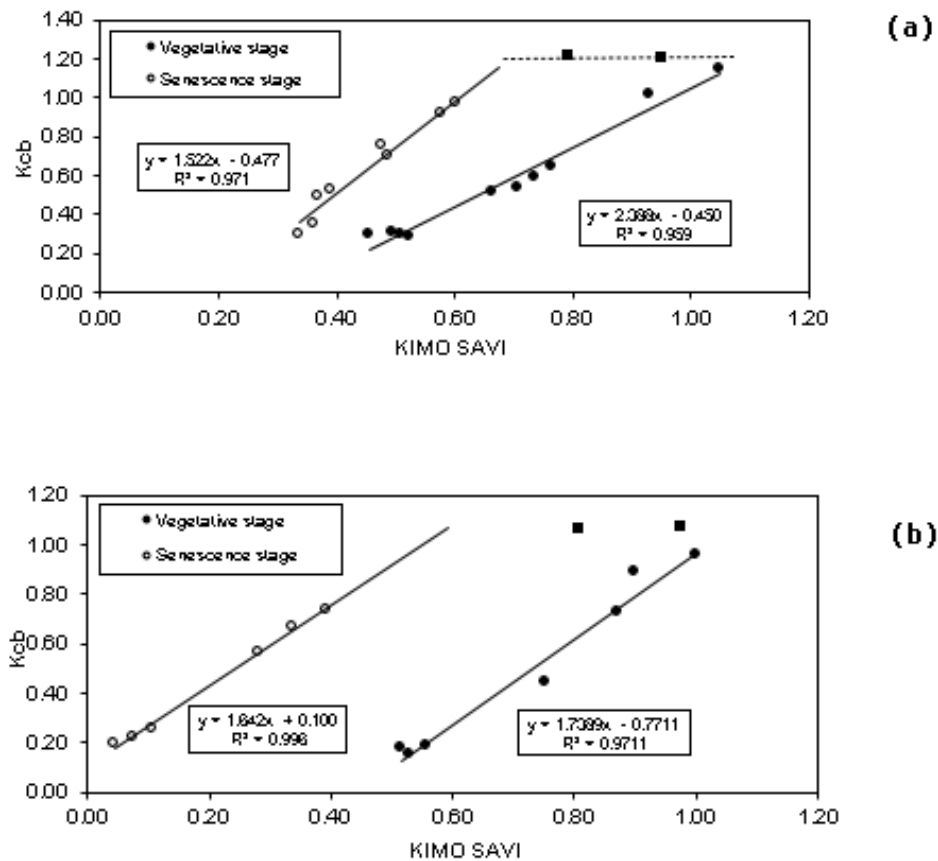 (a)
1.40
1.20
1.00
0.80
0.60
0.40
0.20
0.00
Kcb
Vegetative stage
Senescence stage
y = 1.522x - 0.477
R² = 0.971
y = 2.388x - 0.450
R² = 0.959
0.00 0.20 0.40 0.60 0.80 1.00 1.20
KIMO SAVI
(b)
1.20
1.00
0.80
0.60
0.40
0.20
0.00
Kcb
Vegetative stage
Senescence stage
y = 1.642x + 0.100
R² = 0.996
y = 1.7389x - 0.7711
R² = 0.9711
0.00 0.20 0.40 0.60 0.80 1.00 1.20
KIMO SAVI